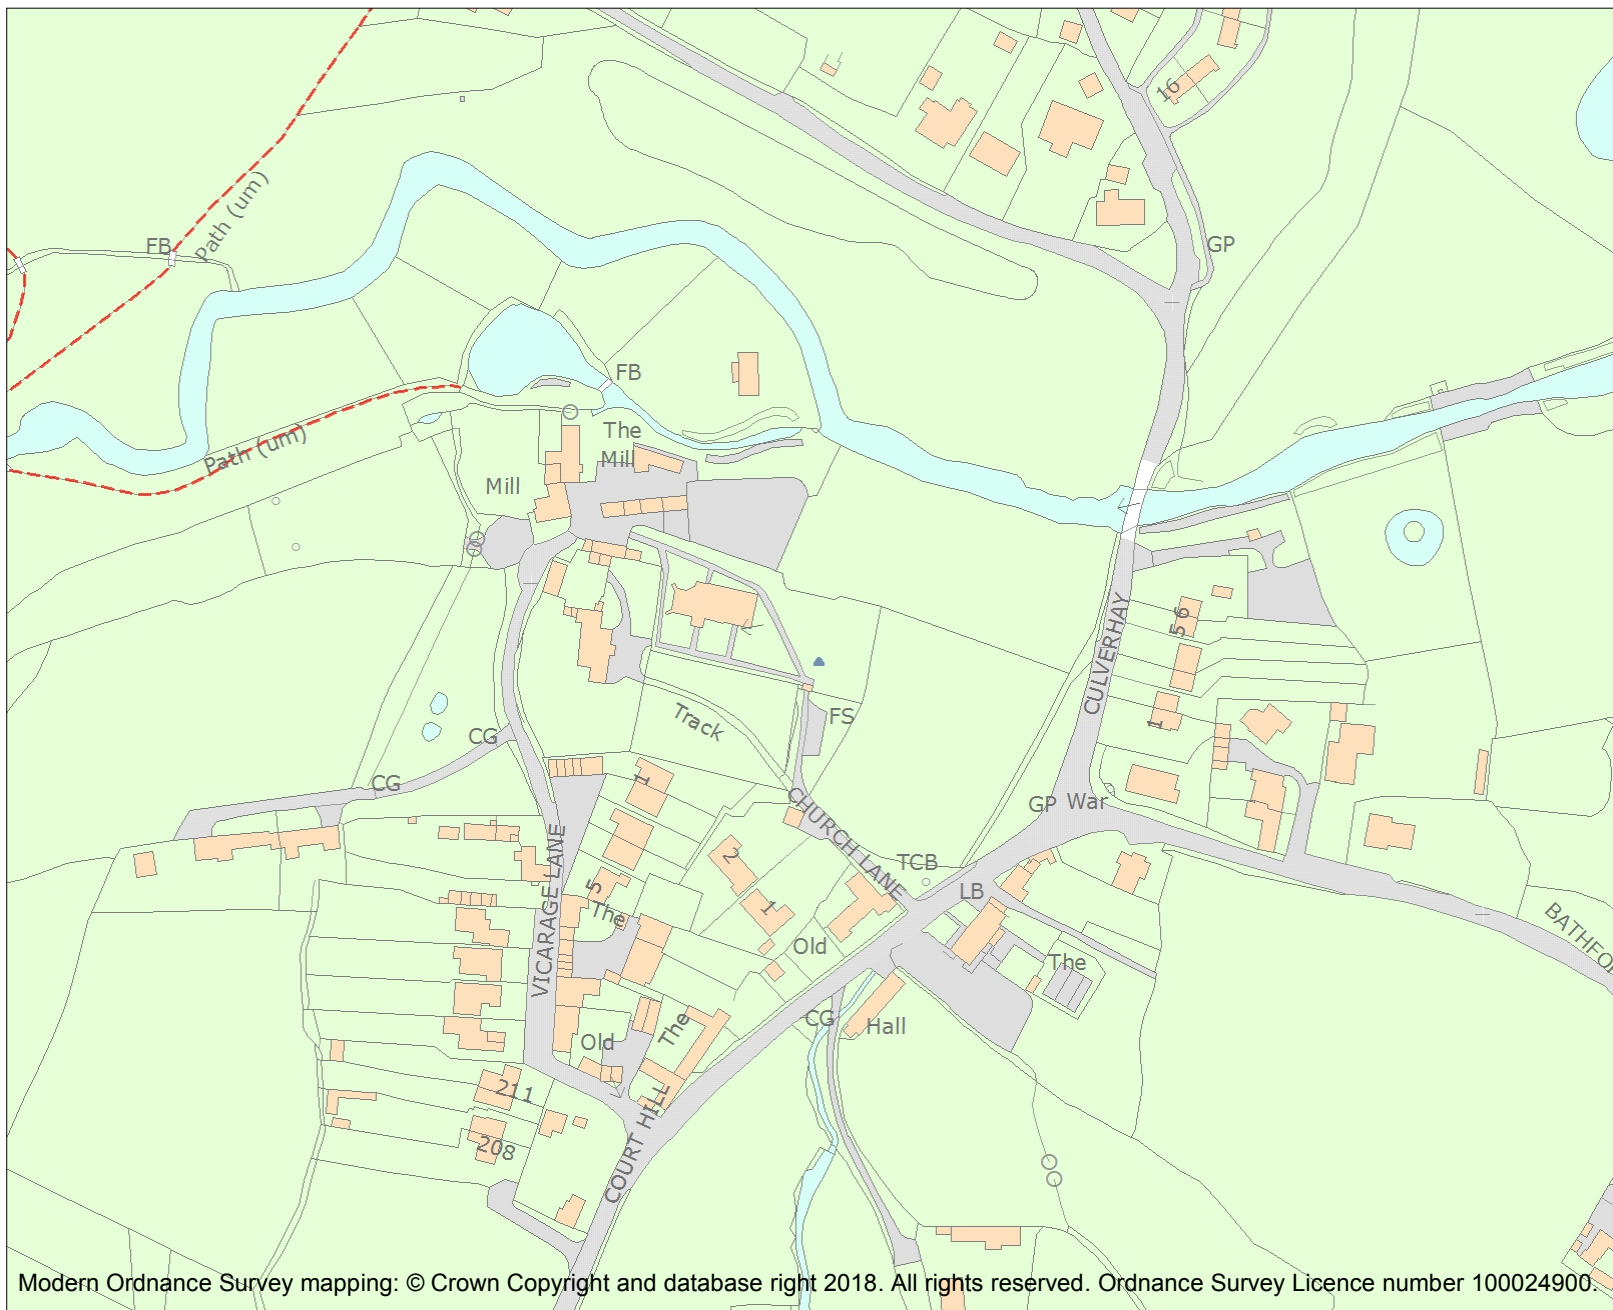 16
Path (um)
FB
GP
FB
The
Mill
Path (um)
Mill
CULVERHAY
5 6
1
Track
FS
CG
CG
1
GP
War
CHURCH LANE
TCB
LB
2
1
5
The
VICARAGE LANE
Old
The
BATHFO
CG
Hall
Old
The
211
208
COURT HILL
Modern Ordnance Survey mapping: © Crown Copyright and database right 2018. All rights reserved. Ordnance Survey Licence number 100024900.